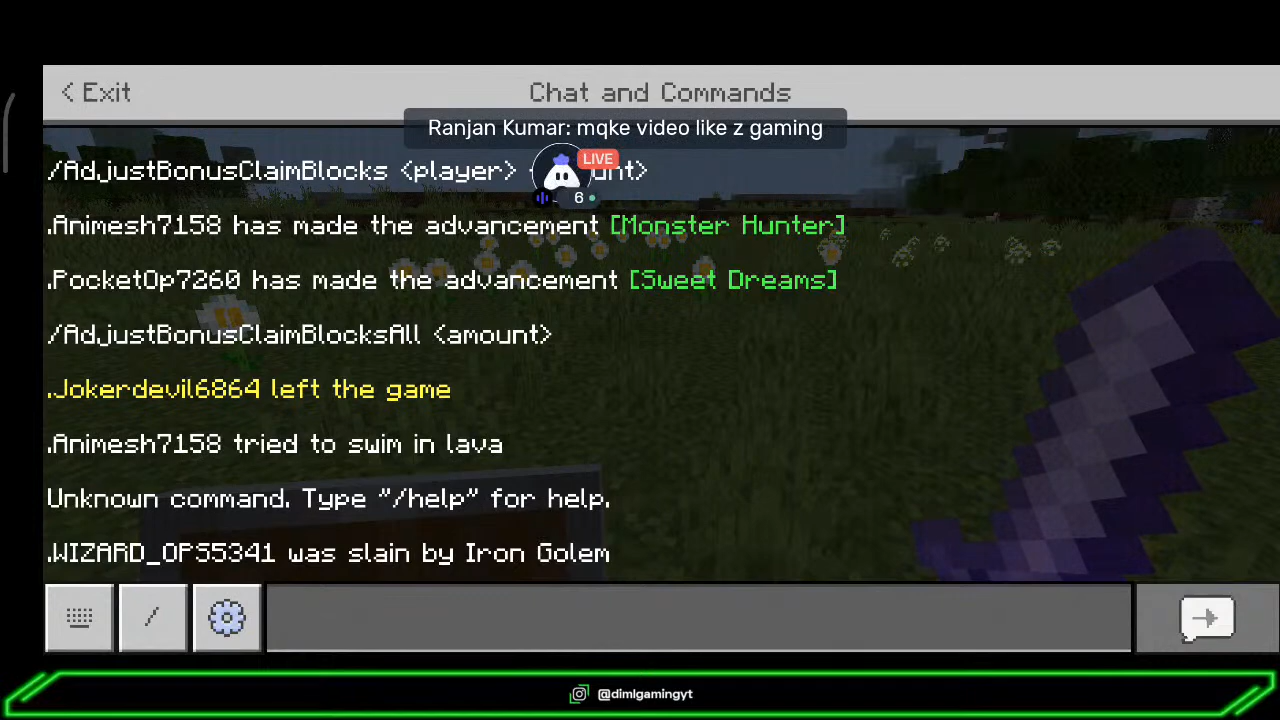 < Exit
Chat and Commands
Ranjan Kumar: mqke video like z gaming
/AdjustBonusClaimBlocks <player> unt>
LIVE
6
.Animesh7158 has made the advancement [Monster Hunter]
.PocketOp7260 has made the advancement [Sweet Dreams]
/AdjustBonusClaimBlocksAll <amount>
.Jokerdevil6864 left the game
.Animesh7158 tried to swim in lava
Unknown command. Type "/help" for help.
.WIZARD_OPS5341 was slain by Iron Golem
/
@dimlgamingyt